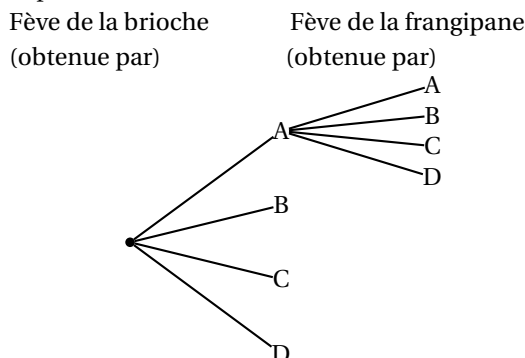 Fève de la brioche
(obtenue par)
Fève de la frangipane
(obtenue par)
A
A
B
C
D
B
C
D